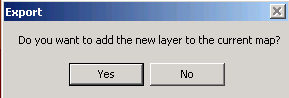 Export
Do you want to add the new layer to the current map?
Yes
No